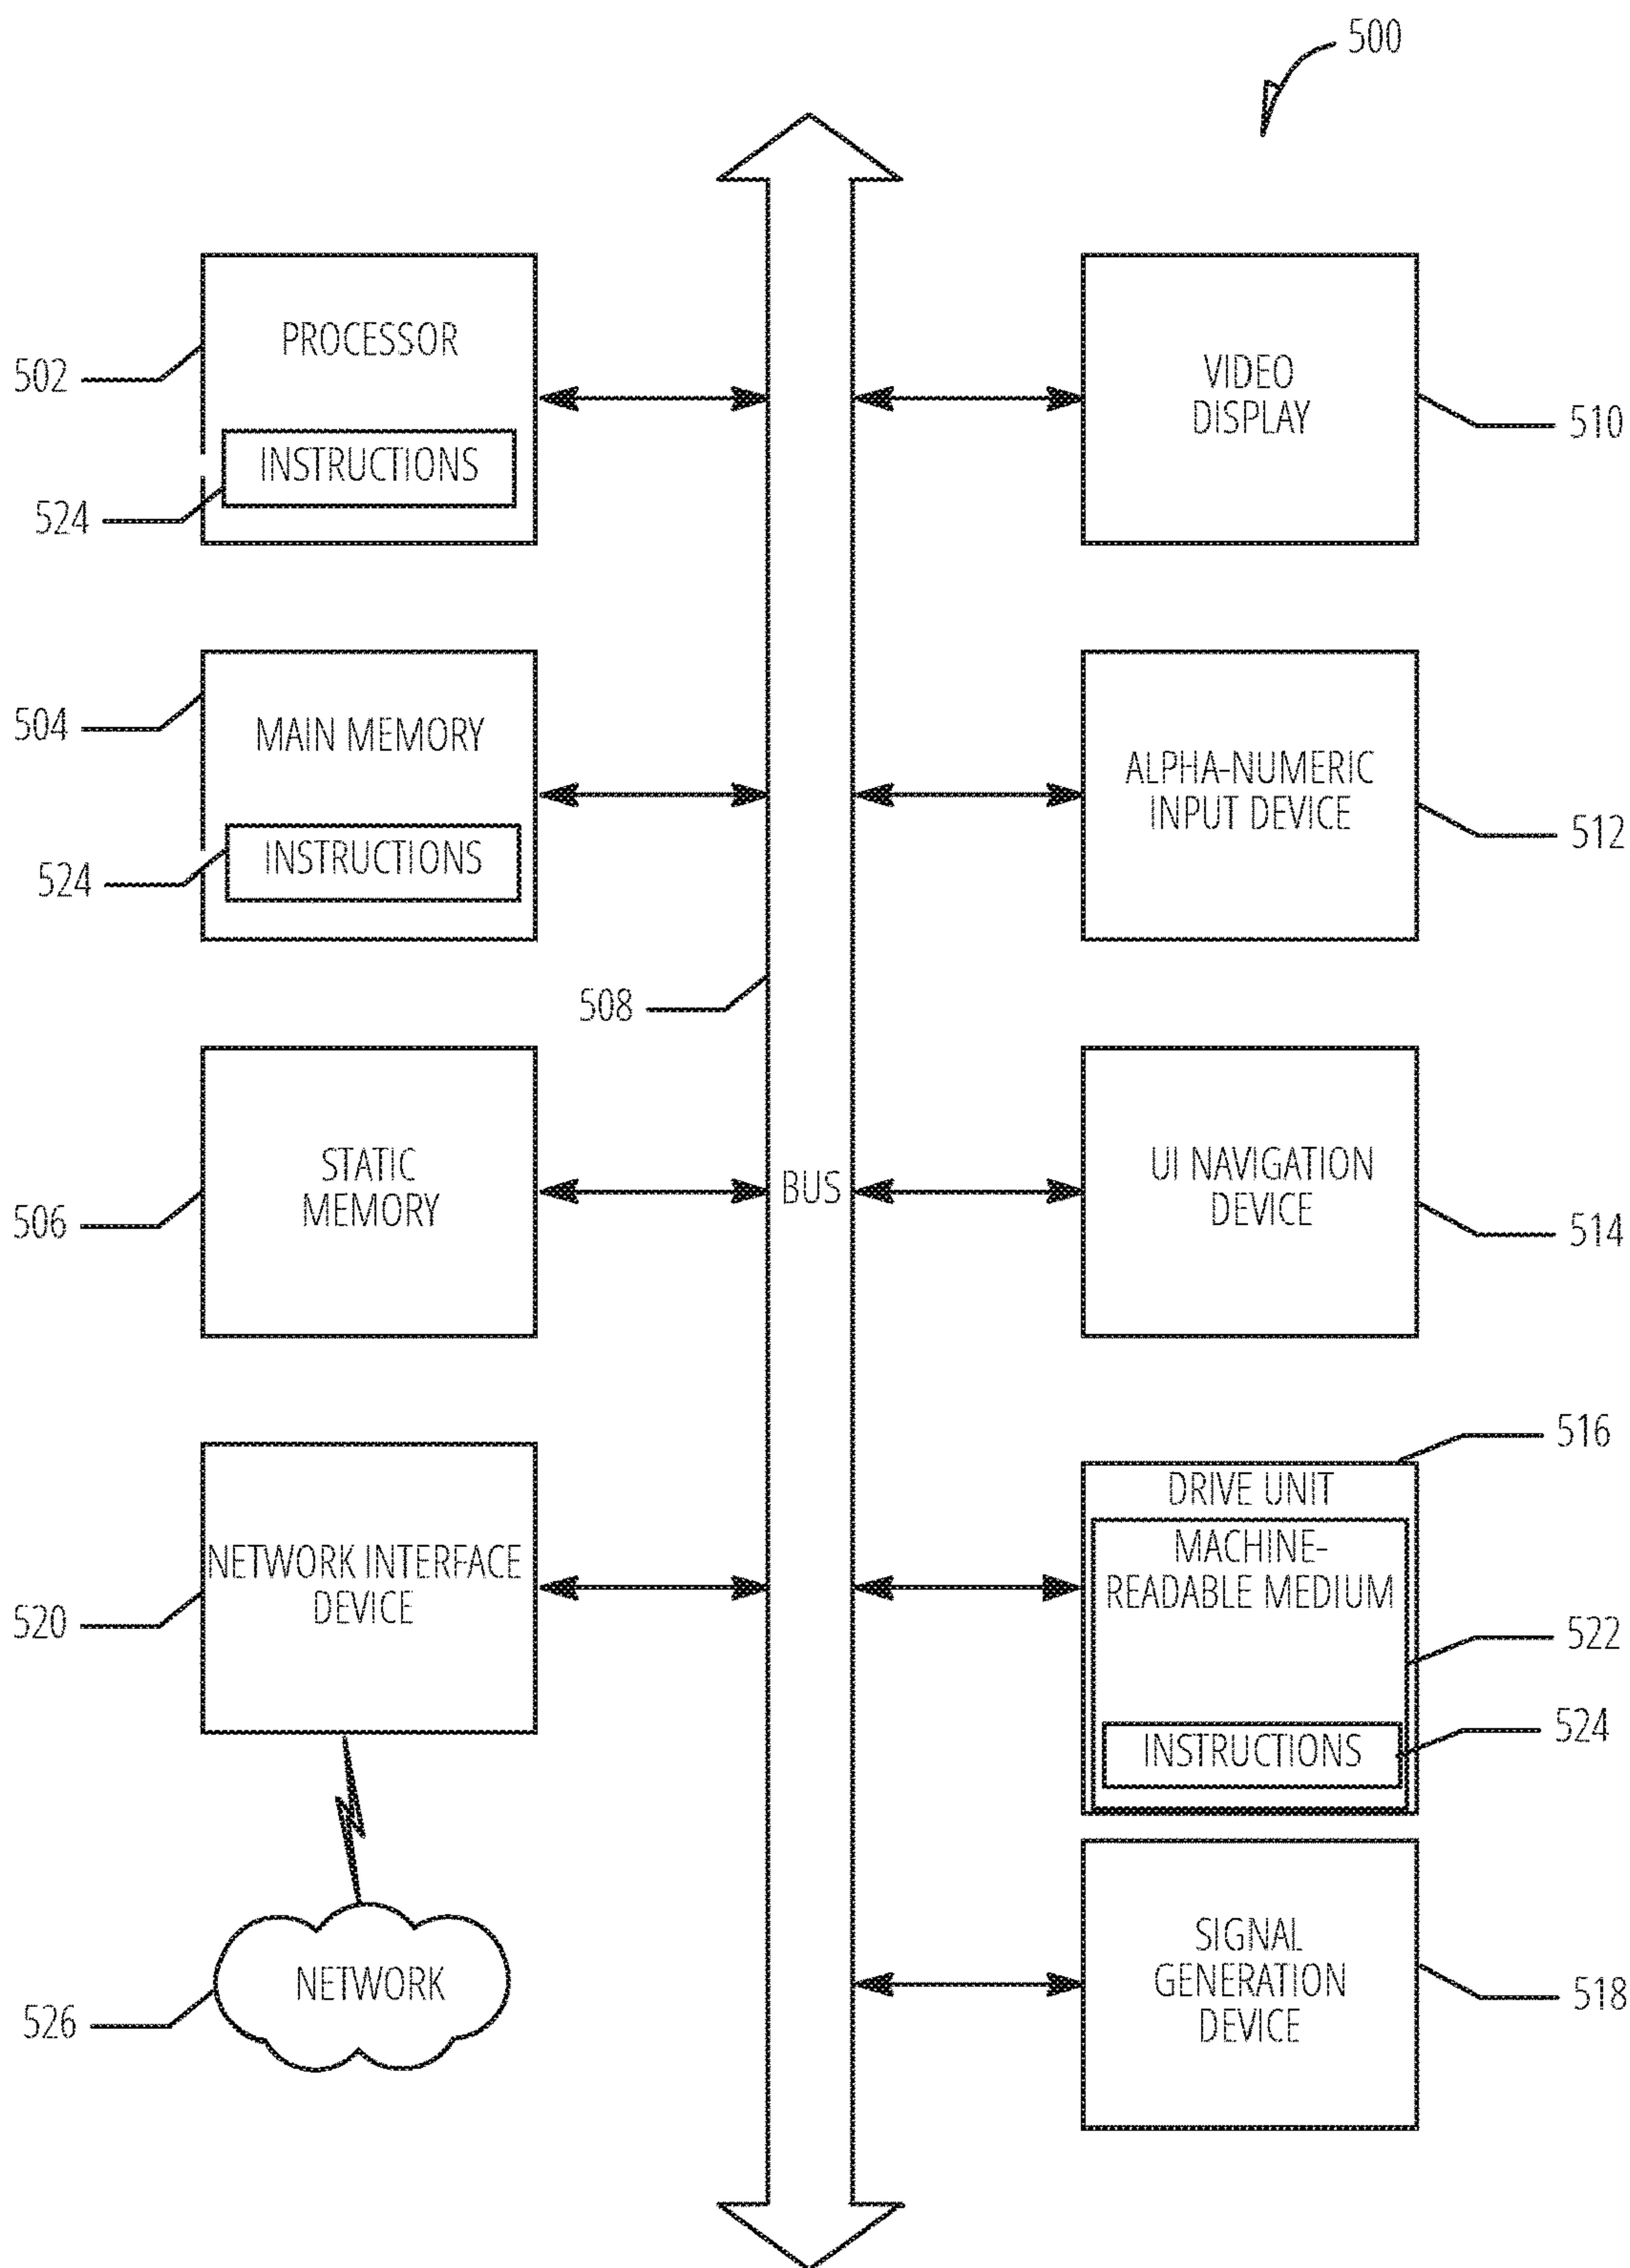 500
PROCESSOR
502
INSTRUCTIONS
524
VIDEO
DISPLAY
510
504
MAIN MEMORY
INSTRUCTIONS
524
ALPHA-NUMERIC
INPUT DEVICE
512
508
STATIC
MEMORY
506
BUS
UI NAVIGATION
DEVICE
514
NETWORK INTERFACE
DEVICE
520
516
DRIVE UNIT
MACHINE-
READABLE MEDIUM
522
524
INSTRUCTIONS
NETWORK
526
SIGNAL
GENERATION
DEVICE
518